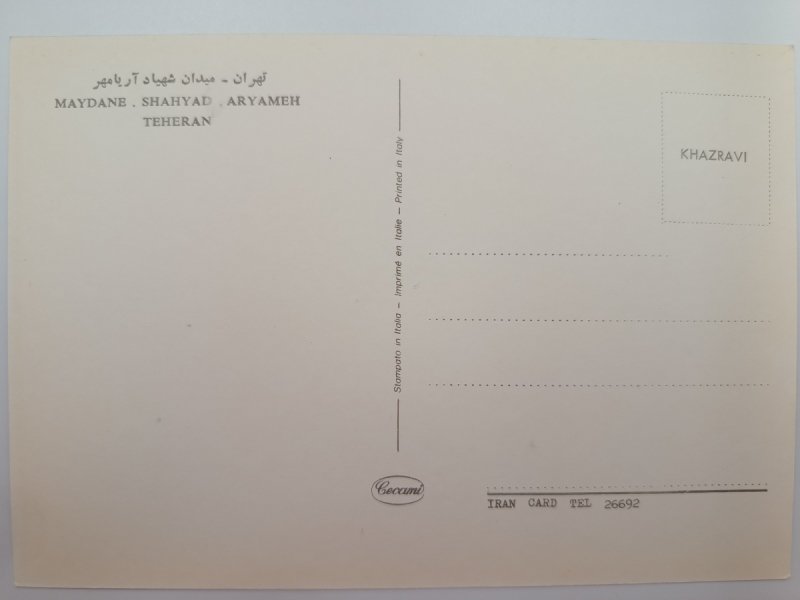 تهران - میدان شهیاد آریامهر
MAYDANE . SHAHYAD . ARYAMEH
TEHERAN
Stampato in Italia — Imprimé en Italie — Printed in Italy
KHAZRAVI
Cecami
IRAN CARD TEL 26692